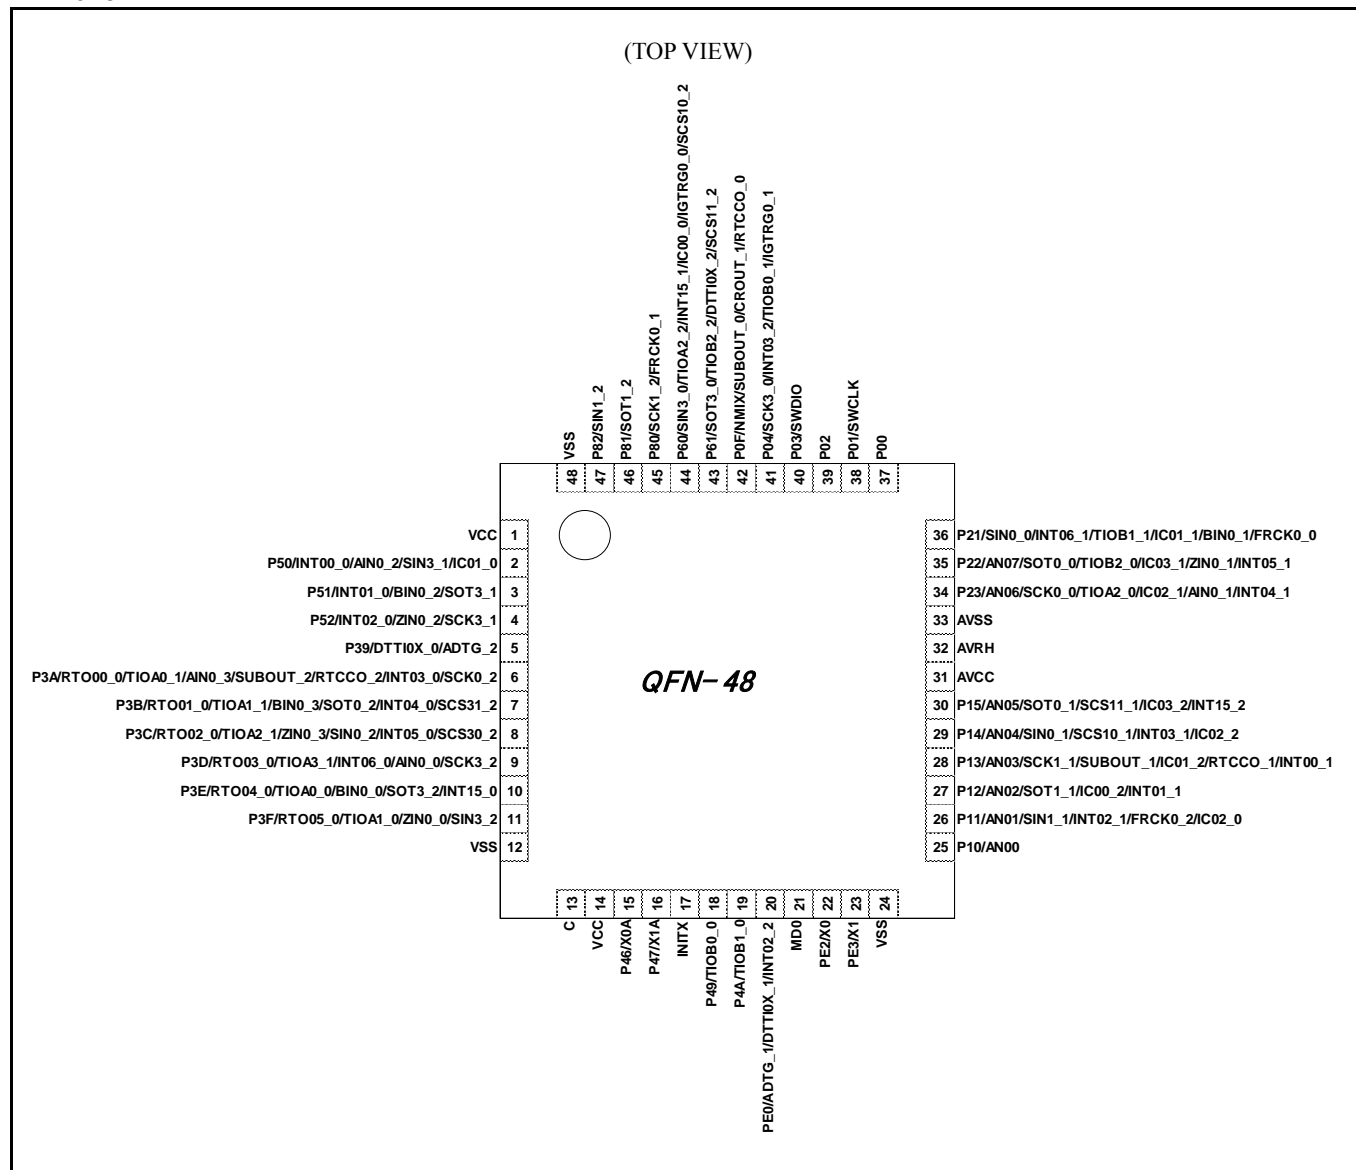 (TOP VIEW)
VSS
P82/SIN1_2
P81/SOT1_2
P80/SCK1_2/FRCK0_1
P60/SIN3_0/TIOA2_2/INT15_1/IC00_0/IGTRG0_0/SCS10_2
P61/SOT3_0/TIOB2_2/DTTI0X_2/SCS11_2
P0F/NMIX/SUBOUT_0/CROUT_1/RTCCO_0
P04/SCK3_0/INT03_2/TIOB0_1/IGTRG0_1
P03/SWDIO
P02
P01/SWCLK
P00
48
47
46
45
44
43
42
41
40
39
38
37
VCC 1
P50/INT00_0/AIN0_2/SIN3_1/IC01_0 2
P51/INT01_0/BIN0_2/SOT3_1 3
P52/INT02_0/ZIN0_2/SCK3_1 4
P39/DTTI0X_0/ADTG_2 5
P3A/RTO00_0/TIOA0_1/AIN0_3/SUBOUT_2/RTCCO_2/INT03_0/SCK0_2 6
P3B/RTO01_0/TIOA1_1/BIN0_3/SOT0_2/INT04_0/SCS31_2 7
P3C/RTO02_0/TIOA2_1/ZIN0_3/SIN0_2/INT05_0/SCS30_2 8
P3D/RTO03_0/TIOA3_1/INT06_0/AIN0_0/SCK3_2 9
P3E/RTO04_0/TIOA0_0/BIN0_0/SOT3_2/INT15_0 10
P3F/RTO05_0/TIOA1_0/ZIN0_0/SIN3_2 11
VSS 12
QFN-48
36 P21/SIN0_0/INT06_1/TIOB1_1/IC01_1/BIN0_1/FRCK0_0
35 P22/AN07/SOT0_0/TIOB2_0/IC03_1/ZIN0_1/INT05_1
34 P23/AN06/SCK0_0/TIOA2_0/IC02_1/AIN0_1/INT04_1
33 AVSS
32 AVRH
31 AVCC
30 P15/AN05/SOT0_1/SCS11_1/IC03_2/INT15_2
29 P14/AN04/SIN0_1/SCS10_1/INT03_1/IC02_2
28 P13/AN03/SCK1_1/SUBOUT_1/IC01_2/RTCCO_1/INT00_1
27 P12/AN02/SOT1_1/IC00_2/INT01_1
26 P11/AN01/SIN1_1/INT02_1/FRCK0_2/IC02_0
25 P10/AN00
13
14
15
16
17
18
19
20
21
22
23
24
C
VCC
P46/X0A
P47/X1A
INITX
P49/TIOB0_0
P4A/TIOB1_0
PE0/ADTG_1/DTTI0X_1/INT02_2
MD0
PE2/X0
PE3/X1
VSS